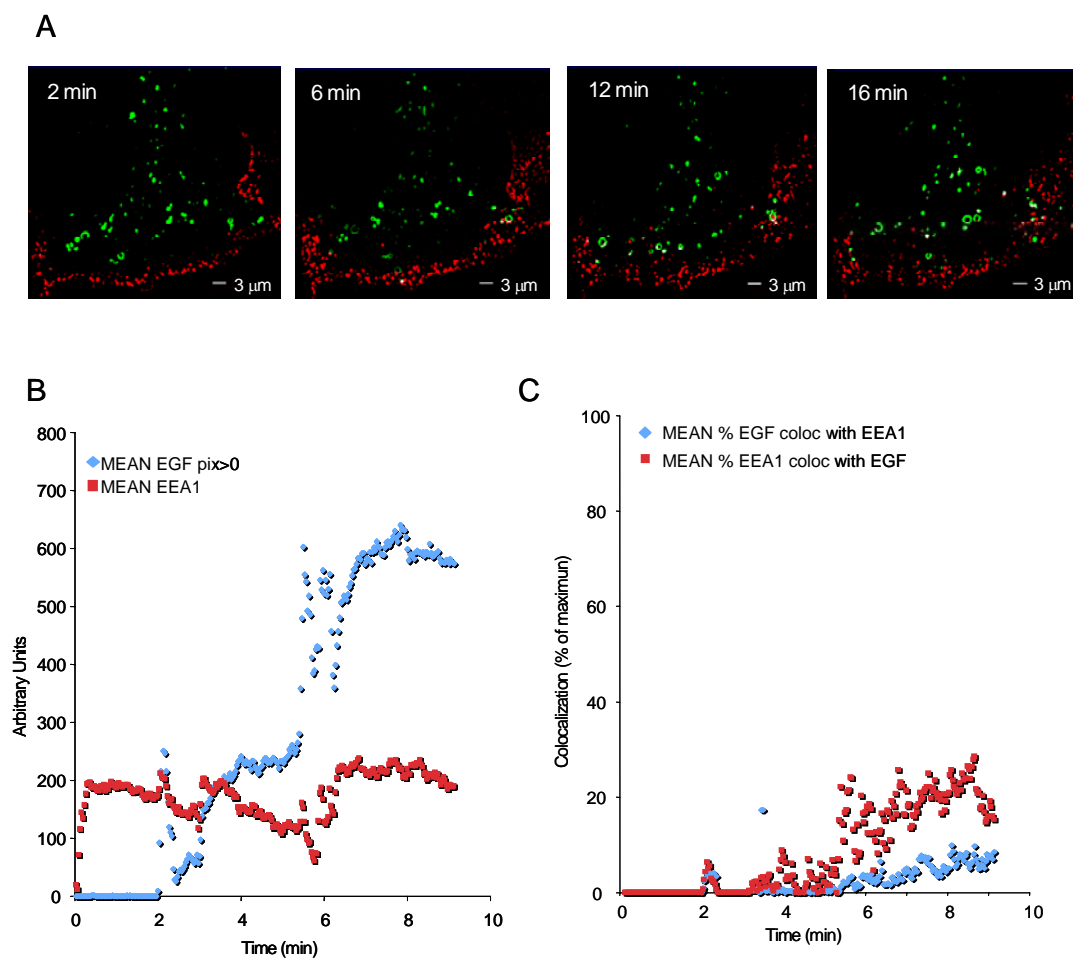 A
2 min
6 min
12 min
16 min
3 µm
3 µm
3 µm
3 µm
B
800
700
600
500
400
300
200
100
0
MEAN EGF pix>0
MEAN EEA1
Arbitrary Units
0
2
4
6
8
10
Time (min)
C
100
80
60
40
20
0
MEAN % EGF coloc with EEA1
MEAN % EEA1 coloc with EGF
Colocalization (% of maximun)
0
2
4
6
8
10
Time (min)